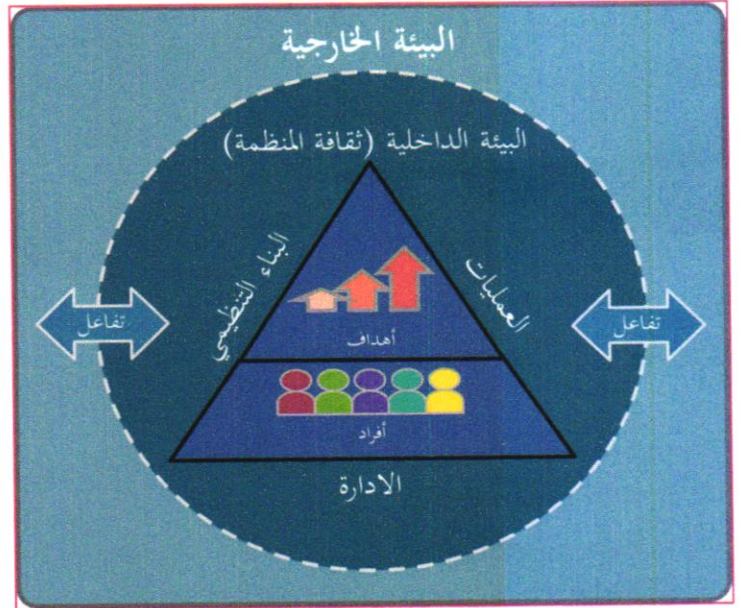 البيئة الخارجية
البيئة الداخلية (ثقافة المنظمة)
العمليات
البناء التنظيمي
تفاعل
تفاعل
أهداف
أفراد
الادارة